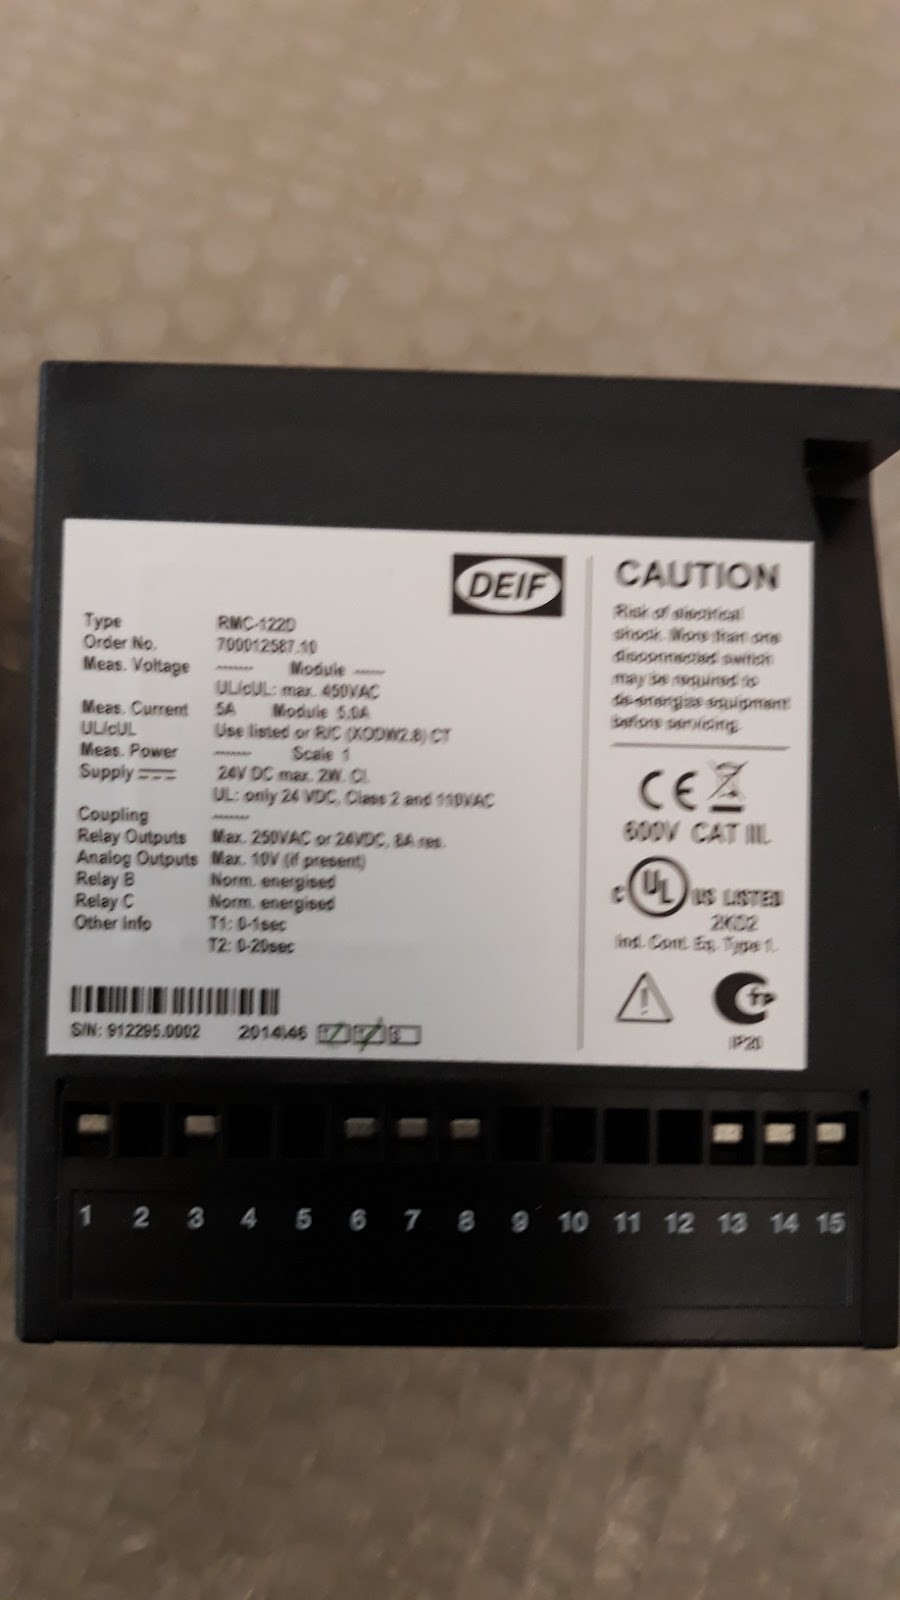 DEIF
Type RMC-122D
Order No. 700012587.10
Meas. Voltage ------- Module ------
UL/cUL: max. 450VAC
Meas. Current 5A Module 5.0A
UL/cUL Use listed or R/C (XODW2.8) CT
Meas. Power ------- Scale 1
Supply 24V DC max. 2W. Cl.
UL: only 24 VDC, Class 2 and 110VAC
Coupling -------
Relay Outputs Max. 250VAC or 24VDC, 8A res.
Analog Outputs Max. 10V (if present)
Relay B Norm. energised
Relay C Norm. energised
Other Info T1: 0-1sec
T2: 0-20sec
S/N: 912295.0002 2014\46 1 2 3
CAUTION
Risk of electrical
shock. More than one
disconnected switch
may be required to
de-energize equipment
before servicing.
CE
600V CAT III.
c UL US LISTED
2KD2
Ind. Cont. Eq. Type 1.
IP20
1 2 3 4 5 6 7 8 9 10 11 12 13 14 15